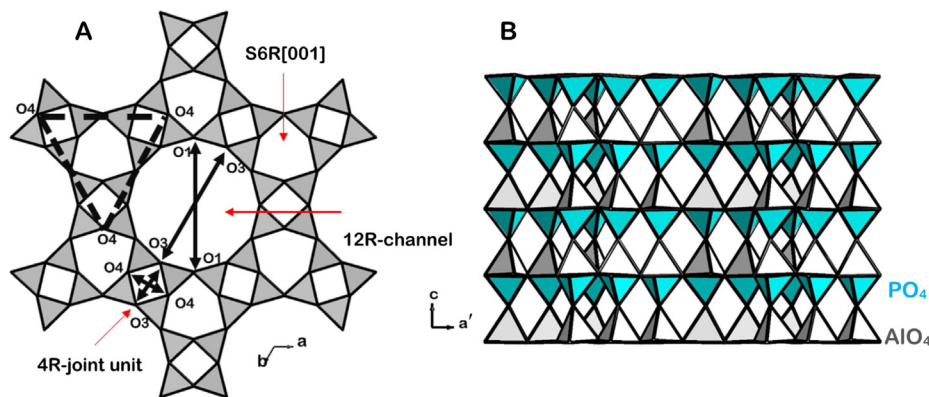 A
B
S6R[001]
O4
O4
O1
O3
O4
O3
O1
12R-channel
O4
O4
O3
4R-joint unit
b
a
c
a′
PO₄
AlO₄